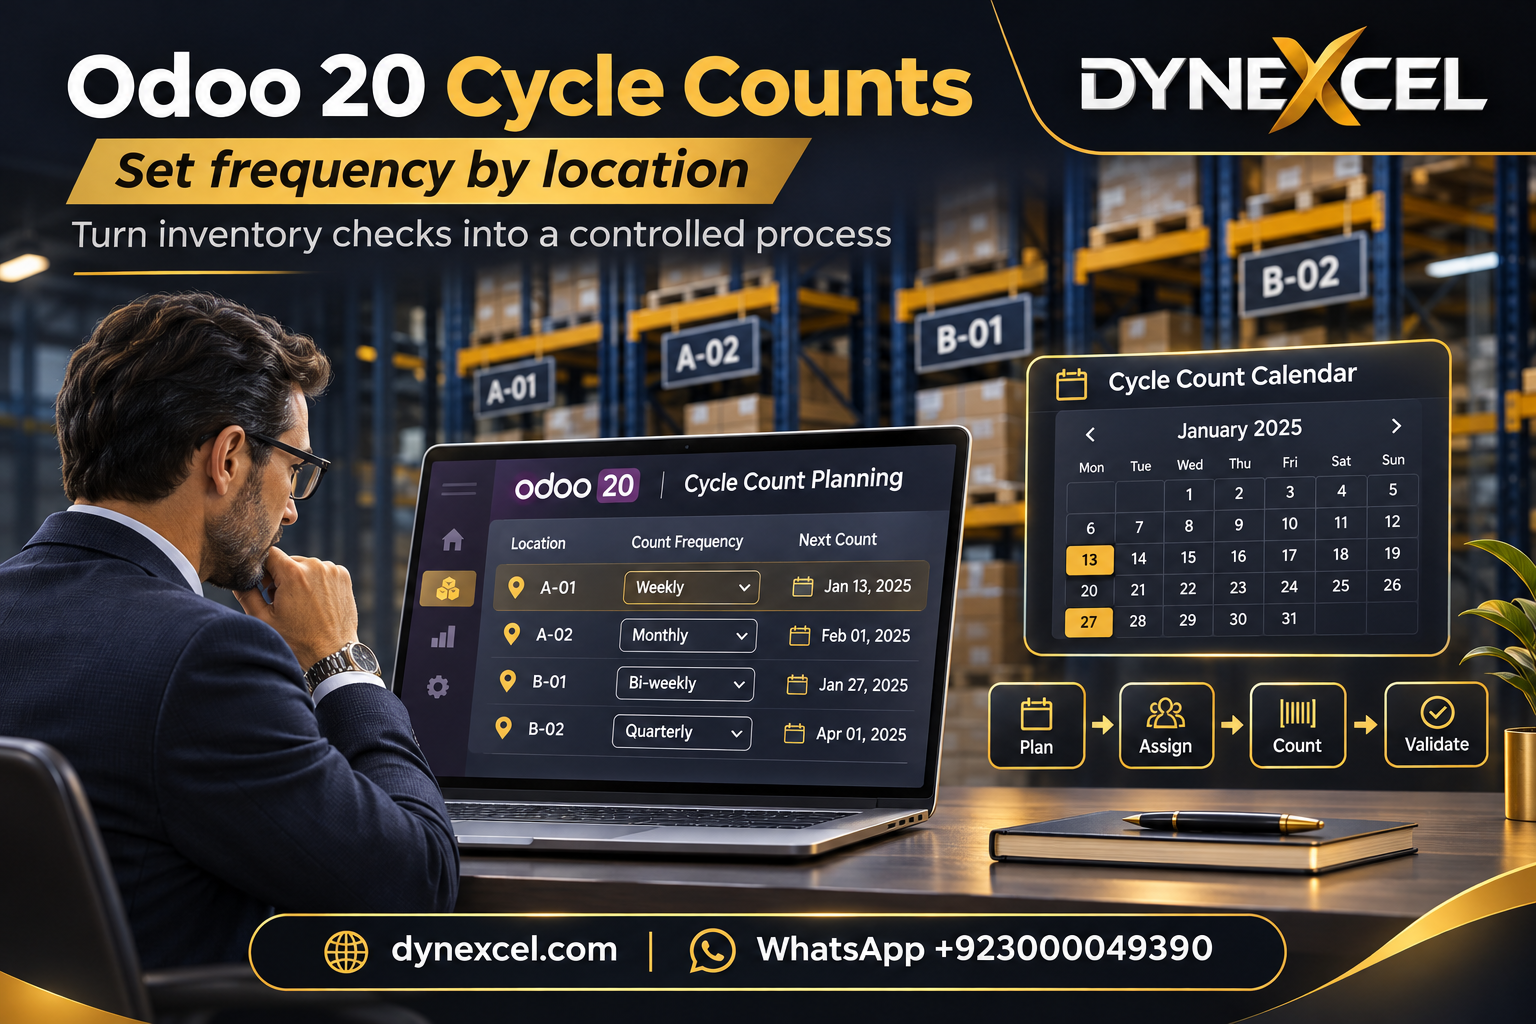 Odoo 20 Cycle Counts
Set frequency by location
Turn inventory checks into a controlled process
DYNEXCEL
A-01
A-02
B-01
B-02
odoo 20 | Cycle Count Planning
Location Count Frequency Next Count
A-01 Weekly Jan 13, 2025
A-02 Monthly Feb 01, 2025
B-01 Bi-weekly Jan 27, 2025
B-02 Quarterly Apr 01, 2025
Cycle Count Calendar
January 2025
Mon Tue Wed Thu Fri Sat Sun
1 2 3 4 5
6 7 8 9 10 11 12
13 14 15 16 17 18 19
20 21 22 23 24 25 26
27 28 29 30 31
Plan Assign Count Validate
dynexcel.com | WhatsApp +923000049390